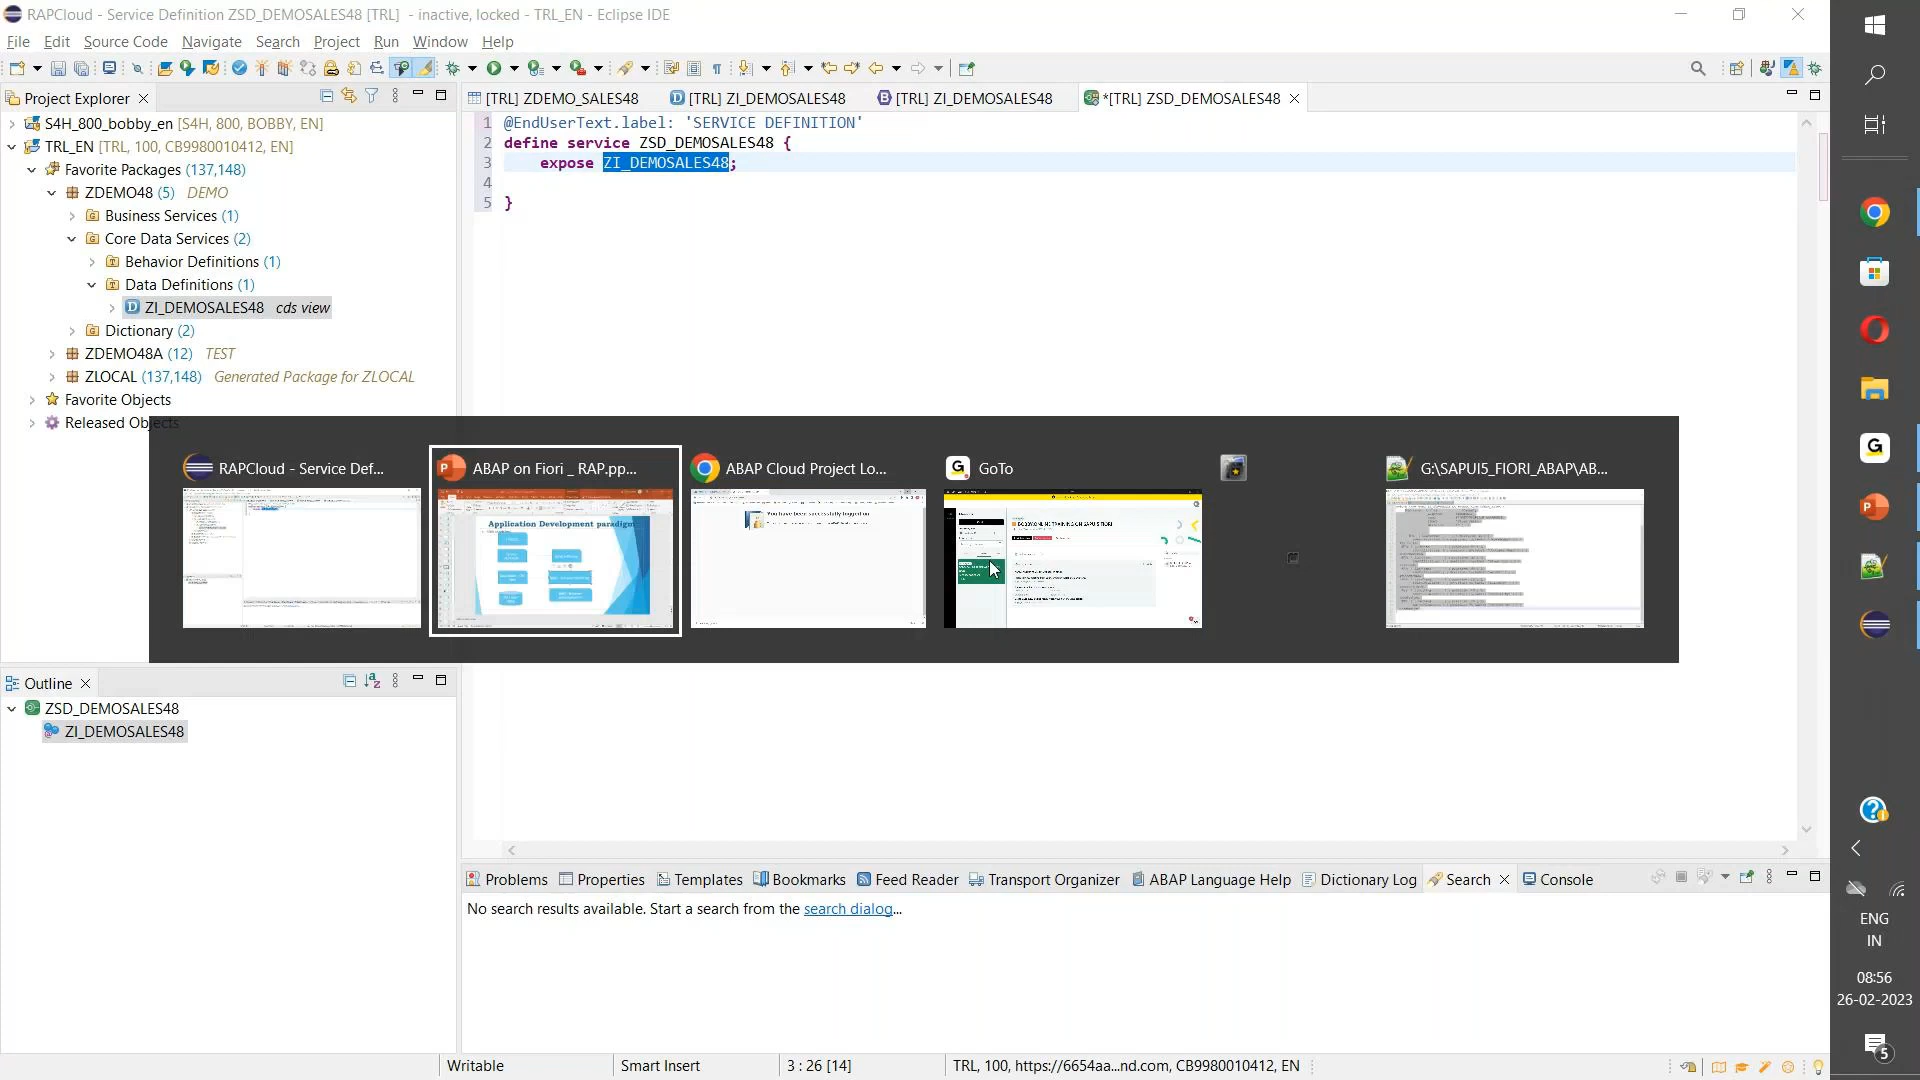 RAPCloud - Service Definition ZSD_DEMOSALES48 [TRL]  - inactive, locked - TRL_EN - Eclipse IDE
File Edit Source Code Navigate Search Project Run Window Help
Project Explorer
[TRL] ZDEMO_SALES48 [TRL] ZI_DEMOSALES48 [TRL] ZI_DEMOSALES48 *[TRL] ZSD_DEMOSALES48
S4H_800_bobby_en [S4H, 800, BOBBY, EN]
TRL_EN [TRL, 100, CB9980010412, EN]
Favorite Packages (137,148)
ZDEMO48 (5) DEMO
Business Services (1)
Core Data Services (2)
Behavior Definitions (1)
Data Definitions (1)
ZI_DEMOSALES48 cds view
Dictionary (2)
ZDEMO48A (12) TEST
ZLOCAL (137,148) Generated Package for ZLOCAL
Favorite Objects
Released Objects
1 @EndUserText.label: 'SERVICE DEFINITION'
2 define service ZSD_DEMOSALES48 {
3 expose ZI_DEMOSALES48;
4
5 }
RAPCloud - Service Def...
ABAP on Fiori _ RAP.pp...
ABAP Cloud Project Lo...
GoTo
G:\SAPUI5_FIORI_ABAP\AB...
Application Development paradigm
You have been successfully logged on
Outline
ZSD_DEMOSALES48
ZI_DEMOSALES48
Problems Properties Templates Bookmarks Feed Reader Transport Organizer ABAP Language Help Dictionary Log Search Console
No search results available. Start a search from the search dialog...
Writable Smart Insert 3 : 26 [14] TRL, 100, https://6654aa...nd.com, CB9980010412, EN
ENG
IN
08:56
26-02-2023
5